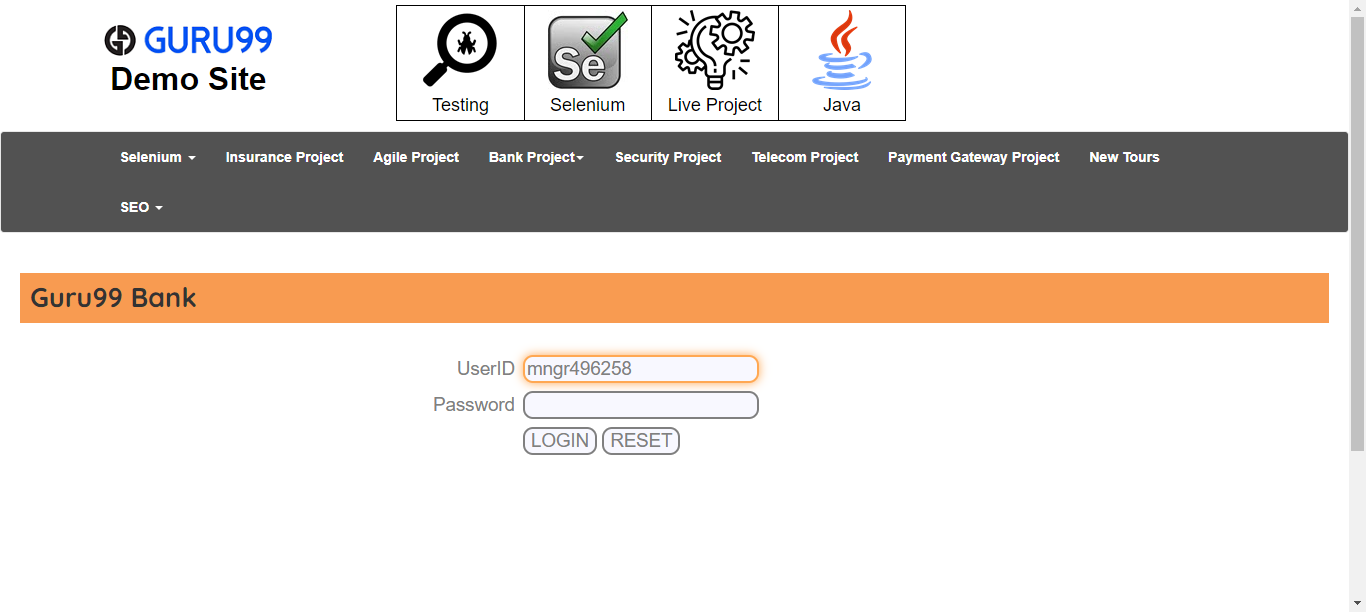 GURU99
Demo Site
Se
Testing Selenium Live Project Java
Selenium Insurance Project Agile Project Bank Project Security Project Telecom Project Payment Gateway Project New Tours
SEO
Guru99 Bank
UserID mngr496258
Password
LOGIN RESET